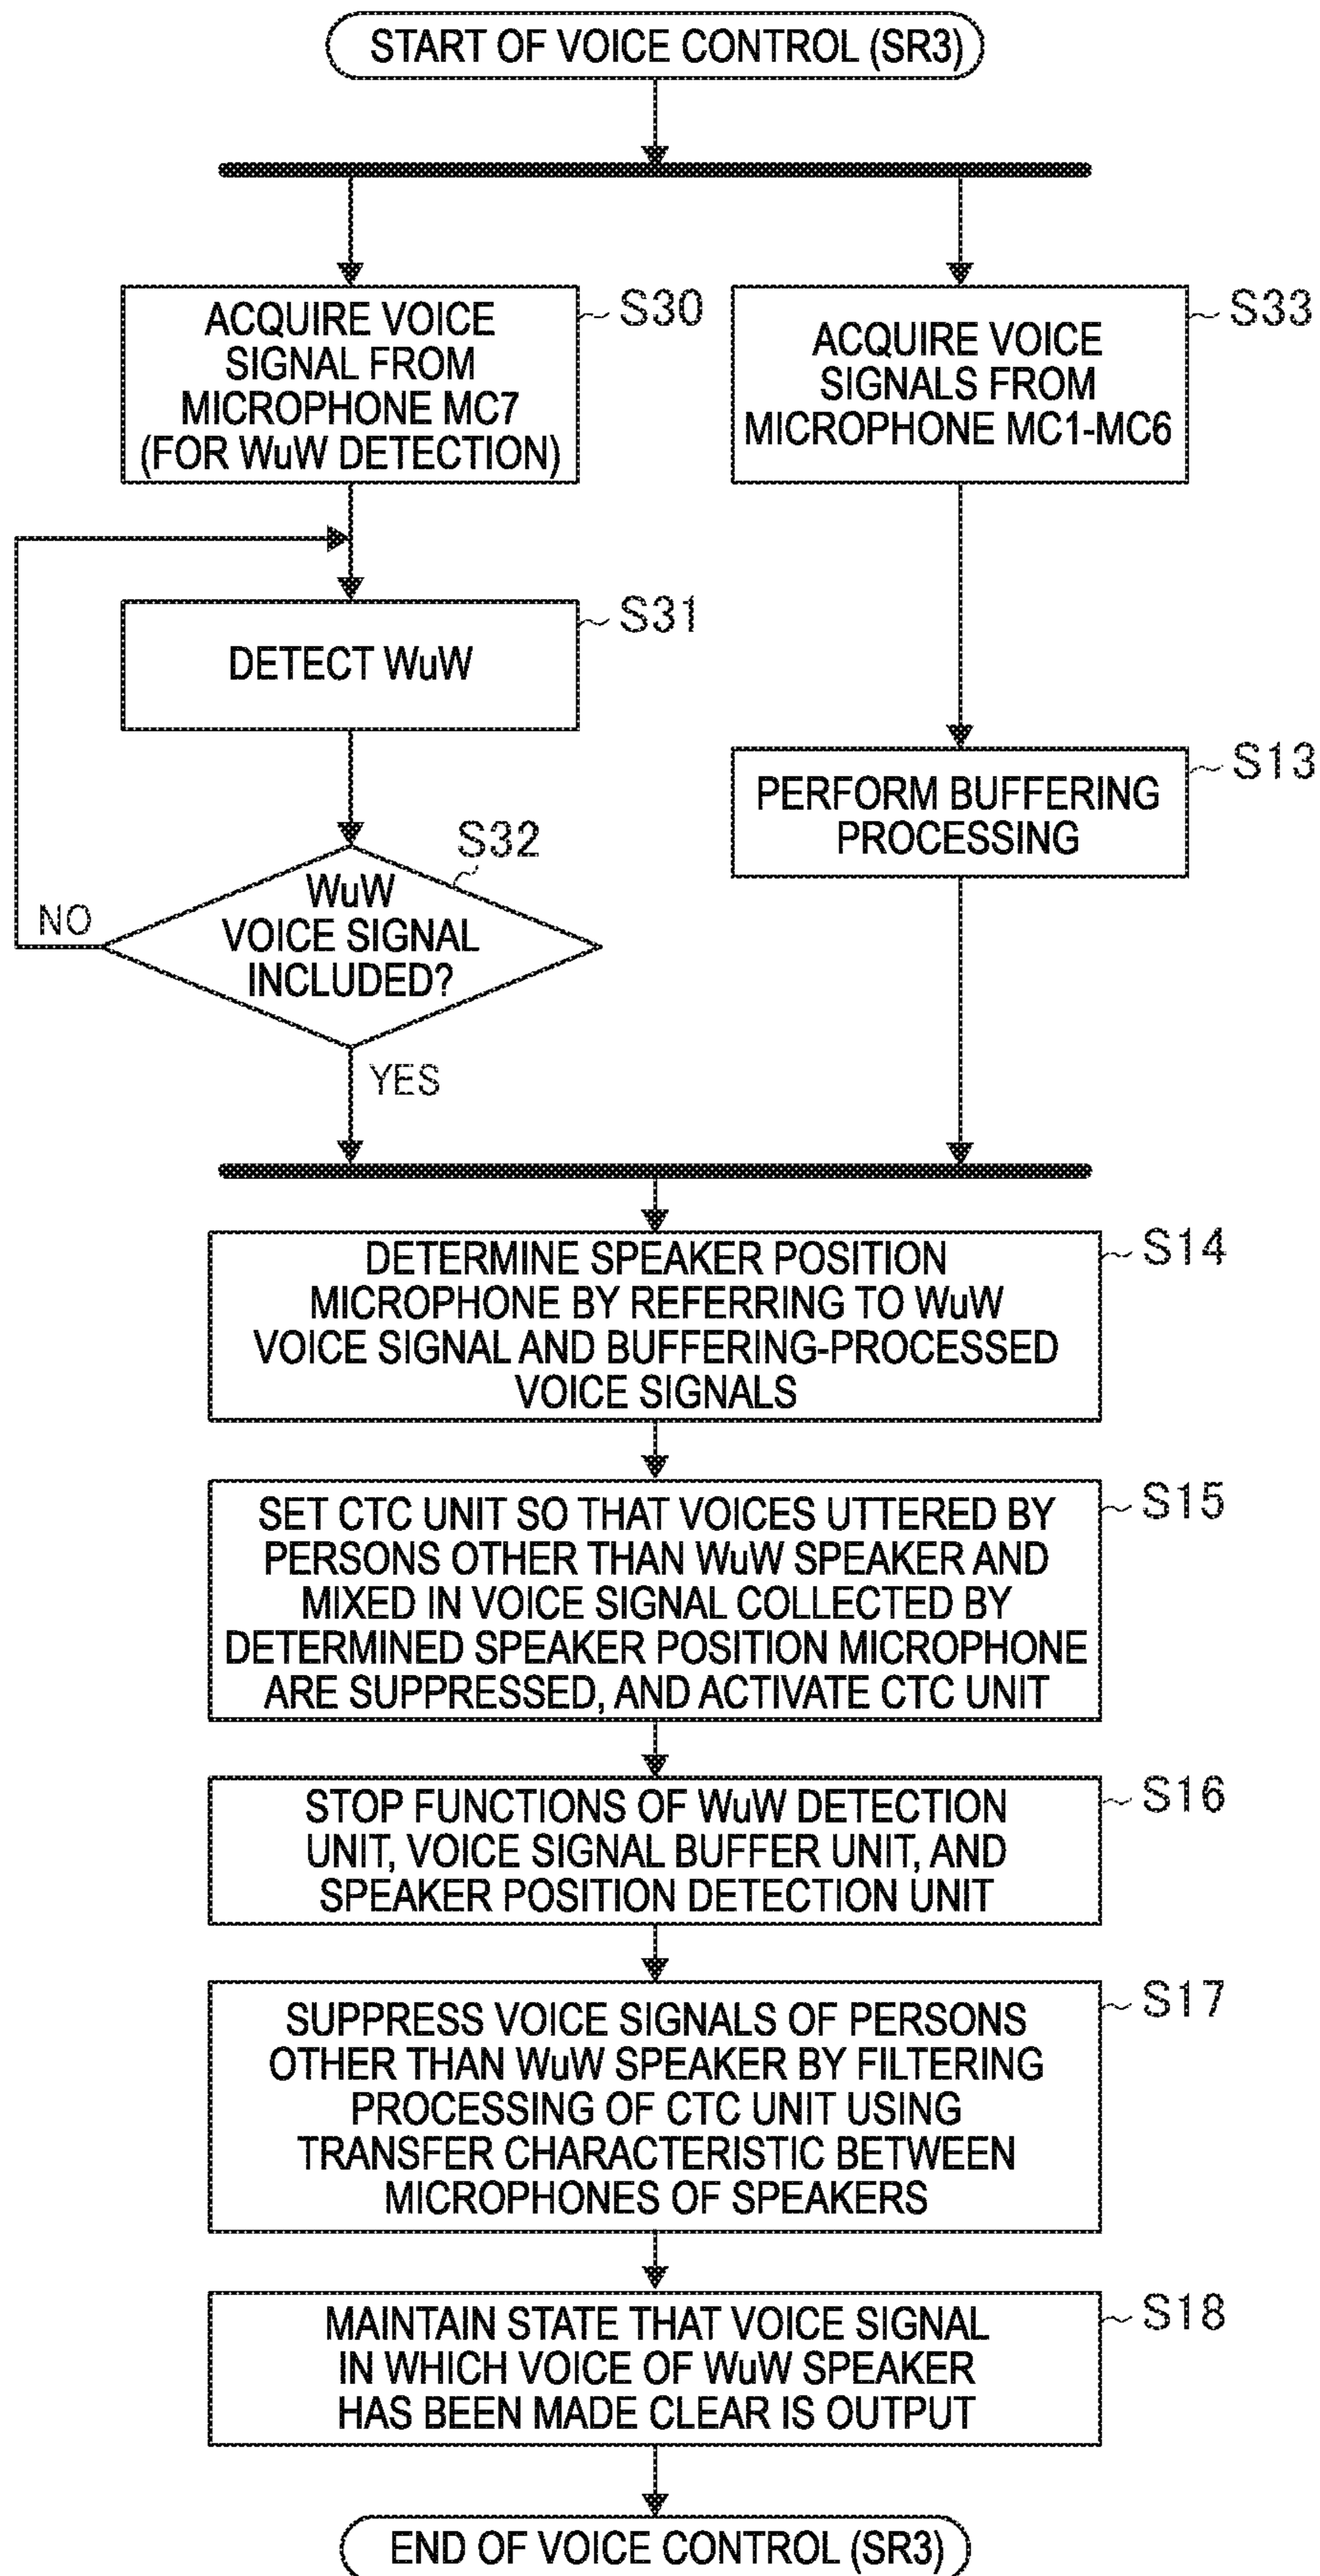 START OF VOICE CONTROL (SR3)
ACQUIRE VOICE
SIGNAL FROM
MICROPHONE MC7
(FOR WuW DETECTION)
S30
ACQUIRE VOICE
SIGNALS FROM
MICROPHONE MC1-MC6
S33
DETECT WuW
S31
PERFORM BUFFERING
PROCESSING
S13
S32
WuW
VOICE SIGNAL
INCLUDED?
NO
YES
DETERMINE SPEAKER POSITION
MICROPHONE BY REFERRING TO WuW
VOICE SIGNAL AND BUFFERING-PROCESSED
VOICE SIGNALS
S14
SET CTC UNIT SO THAT VOICES UTTERED BY
PERSONS OTHER THAN WuW SPEAKER AND
MIXED IN VOICE SIGNAL COLLECTED BY
DETERMINED SPEAKER POSITION MICROPHONE
ARE SUPPRESSED, AND ACTIVATE CTC UNIT
S15
STOP FUNCTIONS OF WuW DETECTION
UNIT, VOICE SIGNAL BUFFER UNIT, AND
SPEAKER POSITION DETECTION UNIT
S16
SUPPRESS VOICE SIGNALS OF PERSONS
OTHER THAN WuW SPEAKER BY FILTERING
PROCESSING OF CTC UNIT USING
TRANSFER CHARACTERISTIC BETWEEN
MICROPHONES OF SPEAKERS
S17
MAINTAIN STATE THAT VOICE SIGNAL
IN WHICH VOICE OF WuW SPEAKER
HAS BEEN MADE CLEAR IS OUTPUT
S18
END OF VOICE CONTROL (SR3)